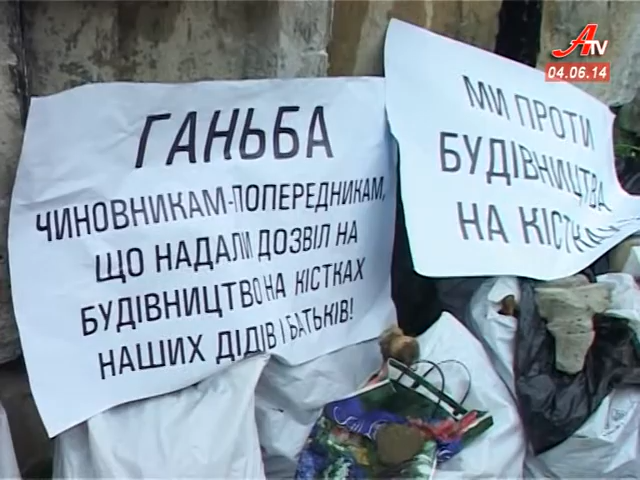 ГАНЬБА
ЧИНОВНИКАМ-ПОПЕРЕДНИКАМ,
ЩО НАДАЛИ ДОЗВІЛ НА
БУДІВНИЦТВО НА КІСТКАХ
НАШИХ ДІДІВ І БАТЬКІВ!
МИ ПРОТИ
БУДІВНИЦТВА
НА КІСТКАХ
ATV
04.06.14